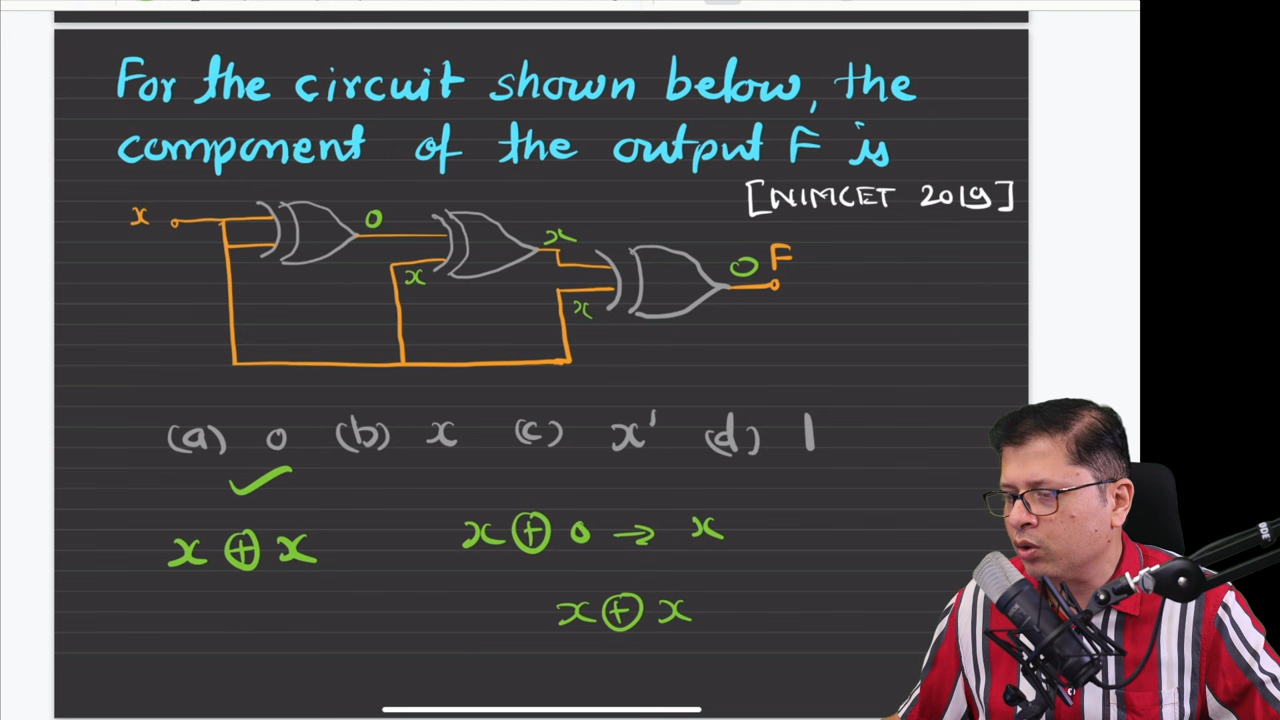 For the circuit shown below, the
component of the output F is
[NIMCET 2019]
x
0
x
x
x
0 F
(a) 0 (b) x (c) x' (d) 1
x ⊕ x
x ⊕ 0 → x
x ⊕ x